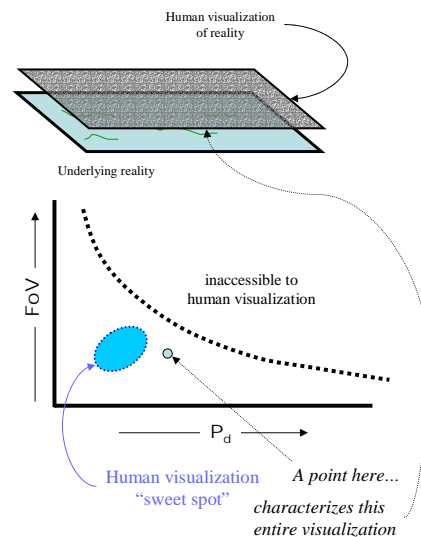 Human visualization
of reality
Underlying reality
FoV
inaccessible to
human visualization
P_d
Human visualization
“sweet spot”
A point here…
characterizes this
entire visualization